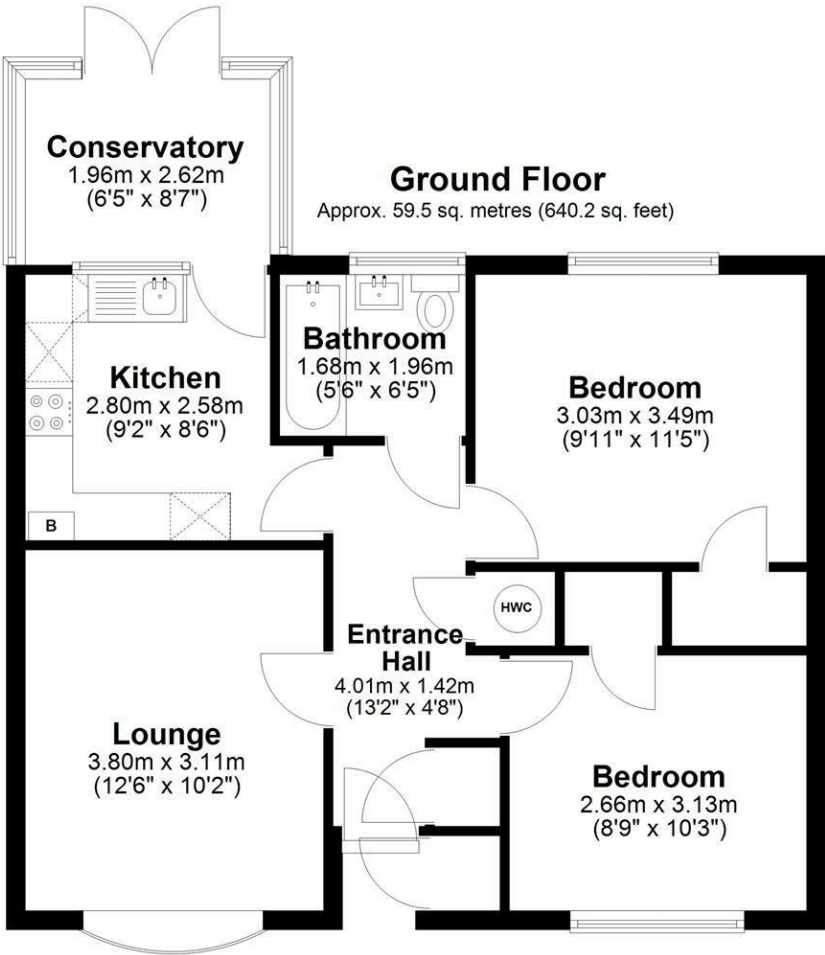 Conservatory
1.96m x 2.62m
(6'5" x 8'7")
Ground Floor
Approx. 59.5 sq. metres (640.2 sq. feet)
Kitchen
2.80m x 2.58m
(9'2" x 8'6")
B
Bathroom
1.68m x 1.96m
(5'6" x 6'5")
Bedroom
3.03m x 3.49m
(9'11" x 11'5")
HWC
Entrance
Hall
4.01m x 1.42m
(13'2" x 4'8")
Lounge
3.80m x 3.11m
(12'6" x 10'2")
Bedroom
2.66m x 3.13m
(8'9" x 10'3")